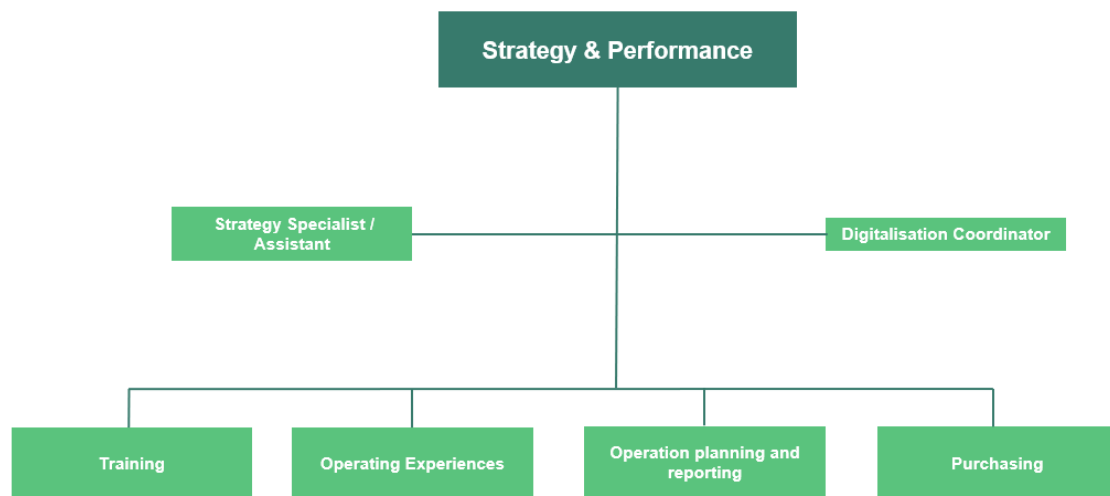 Strategy & Performance
Strategy Specialist /
Assistant
Digitalisation Coordinator
Training
Operating Experiences
Operation planning and
reporting
Purchasing